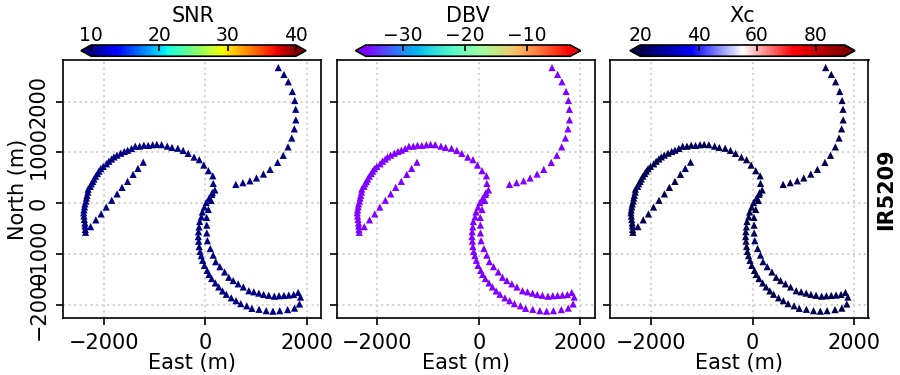 SNR DBV Xc
10 20 30 40 −30 −20 −10 20 40 60 80
North (m)
2000
1000
0
−1000
−2000
IR5209
−2000 0 2000 −2000 0 2000 −2000 0 2000
East (m) East (m) East (m)